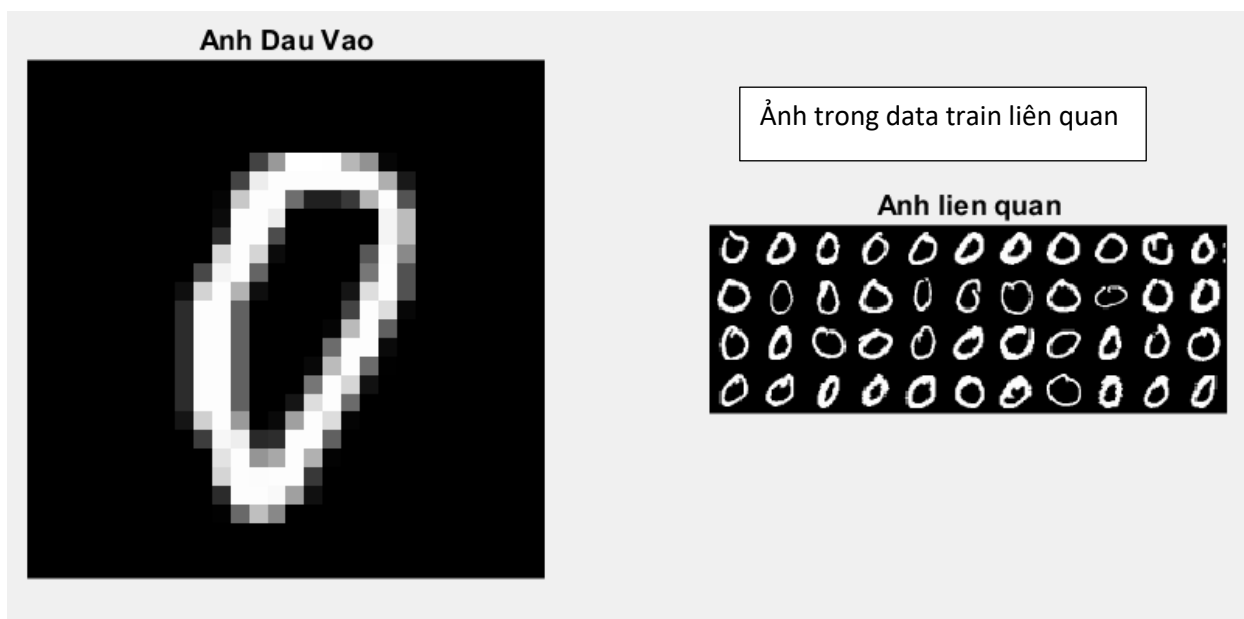 Anh Dau Vao
Ảnh trong data train liên quan
Anh lien quan